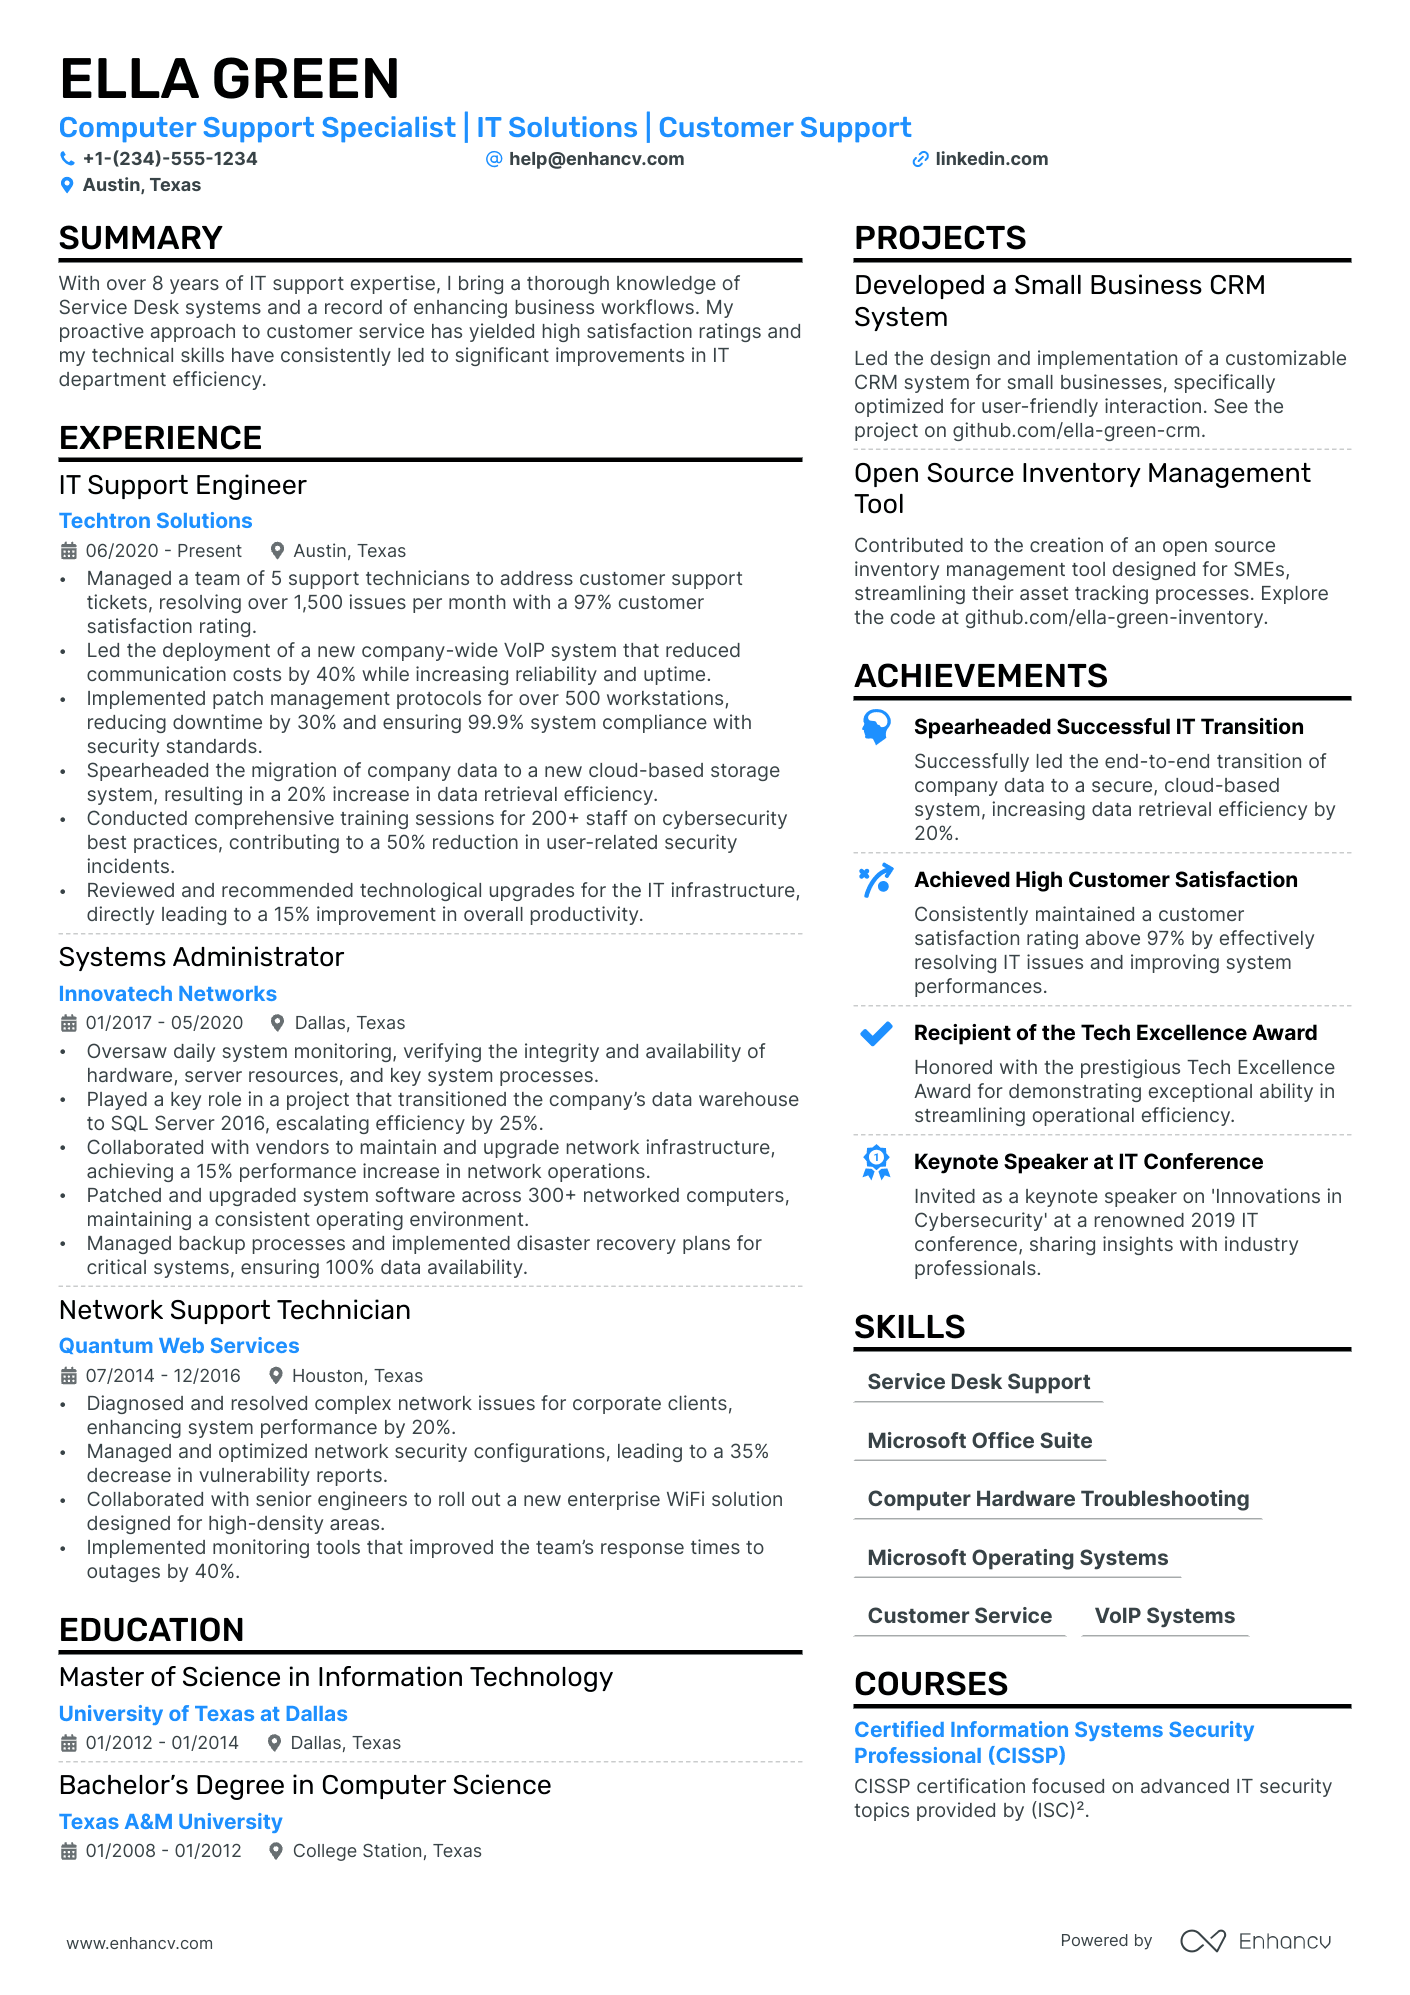 ELLA GREEN
Computer Support Specialist | IT Solutions | Customer Support
+1-(234)-555-1234
help@enhancv.com
linkedin.com
Austin, Texas
SUMMARY
With over 8 years of IT support expertise, I bring a thorough knowledge of
Service Desk systems and a record of enhancing business workflows. My
proactive approach to customer service has yielded high satisfaction ratings and
my technical skills have consistently led to significant improvements in IT
department efficiency.
EXPERIENCE
IT Support Engineer
Techtron Solutions
06/2020 - Present Austin, Texas
• Managed a team of 5 support technicians to address customer support
tickets, resolving over 1,500 issues per month with a 97% customer
satisfaction rating.
• Led the deployment of a new company-wide VoIP system that reduced
communication costs by 40% while increasing reliability and uptime.
• Implemented patch management protocols for over 500 workstations,
reducing downtime by 30% and ensuring 99.9% system compliance with
security standards.
• Spearheaded the migration of company data to a new cloud-based storage
system, resulting in a 20% increase in data retrieval efficiency.
• Conducted comprehensive training sessions for 200+ staff on cybersecurity
best practices, contributing to a 50% reduction in user-related security
incidents.
• Reviewed and recommended technological upgrades for the IT infrastructure,
directly leading to a 15% improvement in overall productivity.
Systems Administrator
Innovatech Networks
01/2017 - 05/2020 Dallas, Texas
• Oversaw daily system monitoring, verifying the integrity and availability of
hardware, server resources, and key system processes.
• Played a key role in a project that transitioned the company’s data warehouse
to SQL Server 2016, escalating efficiency by 25%.
• Collaborated with vendors to maintain and upgrade network infrastructure,
achieving a 15% performance increase in network operations.
• Patched and upgraded system software across 300+ networked computers,
maintaining a consistent operating environment.
• Managed backup processes and implemented disaster recovery plans for
critical systems, ensuring 100% data availability.
Network Support Technician
Quantum Web Services
07/2014 - 12/2016 Houston, Texas
• Diagnosed and resolved complex network issues for corporate clients,
enhancing system performance by 20%.
• Managed and optimized network security configurations, leading to a 35%
decrease in vulnerability reports.
• Collaborated with senior engineers to roll out a new enterprise WiFi solution
designed for high-density areas.
• Implemented monitoring tools that improved the team’s response times to
outages by 40%.
EDUCATION
Master of Science in Information Technology
University of Texas at Dallas
01/2012 - 01/2014 Dallas, Texas
Bachelor’s Degree in Computer Science
Texas A&M University
01/2008 - 01/2012 College Station, Texas
PROJECTS
Developed a Small Business CRM
System
Led the design and implementation of a customizable
CRM system for small businesses, specifically
optimized for user-friendly interaction. See the
project on github.com/ella-green-crm.
Open Source Inventory Management
Tool
Contributed to the creation of an open source
inventory management tool designed for SMEs,
streamlining their asset tracking processes. Explore
the code at github.com/ella-green-inventory.
ACHIEVEMENTS
Spearheaded Successful IT Transition
Successfully led the end-to-end transition of
company data to a secure, cloud-based
system, increasing data retrieval efficiency by
20%.
Achieved High Customer Satisfaction
Consistently maintained a customer
satisfaction rating above 97% by effectively
resolving IT issues and improving system
performances.
Recipient of the Tech Excellence Award
Honored with the prestigious Tech Excellence
Award for demonstrating exceptional ability in
streamlining operational efficiency.
1
Keynote Speaker at IT Conference
Invited as a keynote speaker on 'Innovations in
Cybersecurity' at a renowned 2019 IT
conference, sharing insights with industry
professionals.
SKILLS
Service Desk Support
Microsoft Office Suite
Computer Hardware Troubleshooting
Microsoft Operating Systems
Customer Service VoIP Systems
COURSES
Certified Information Systems Security
Professional (CISSP)
CISSP certification focused on advanced IT security
topics provided by (ISC)².
www.enhancv.com
Powered by Enhancv